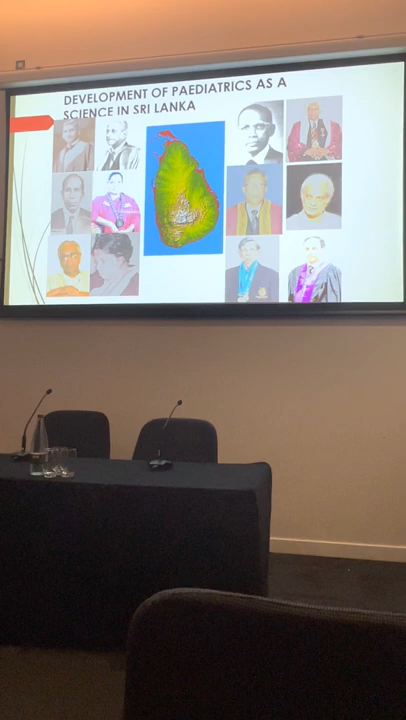 DEVELOPMENT OF PAEDIATRICS AS A
SCIENCE IN SRI LANKA